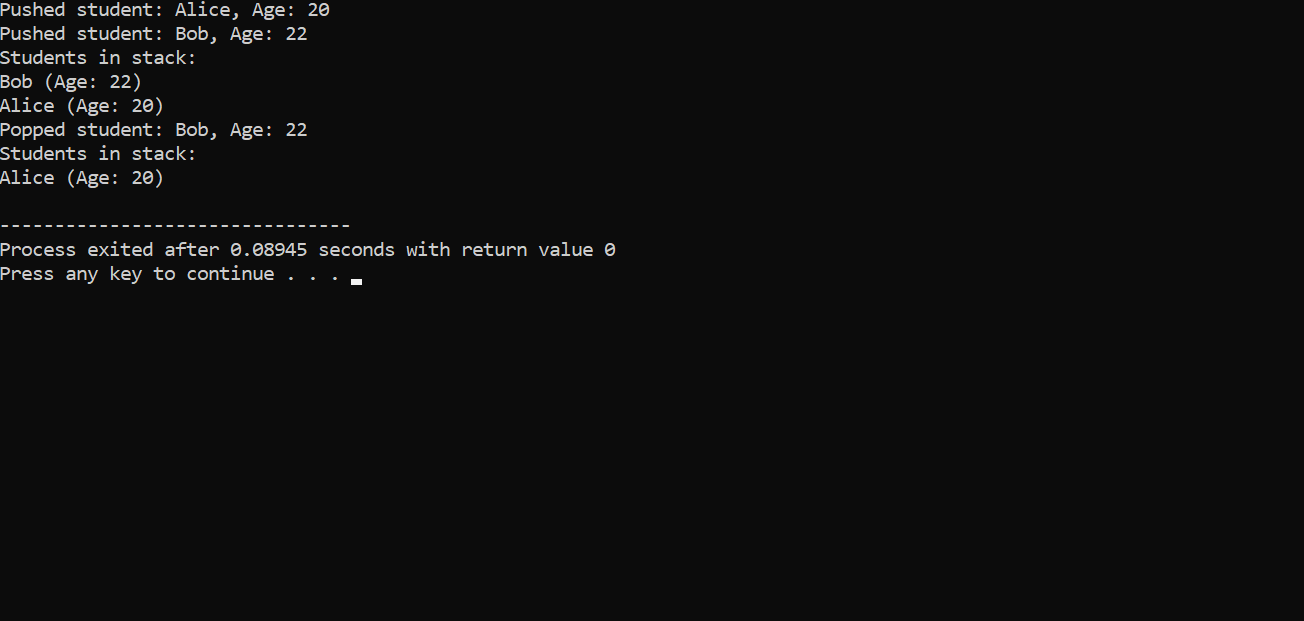 Pushed student: Alice, Age: 20
Pushed student: Bob, Age: 22
Students in stack:
Bob (Age: 22)
Alice (Age: 20)
Popped student: Bob, Age: 22
Students in stack:
Alice (Age: 20)

--------------------------------
Process exited after 0.08945 seconds with return value 0
Press any key to continue . . .